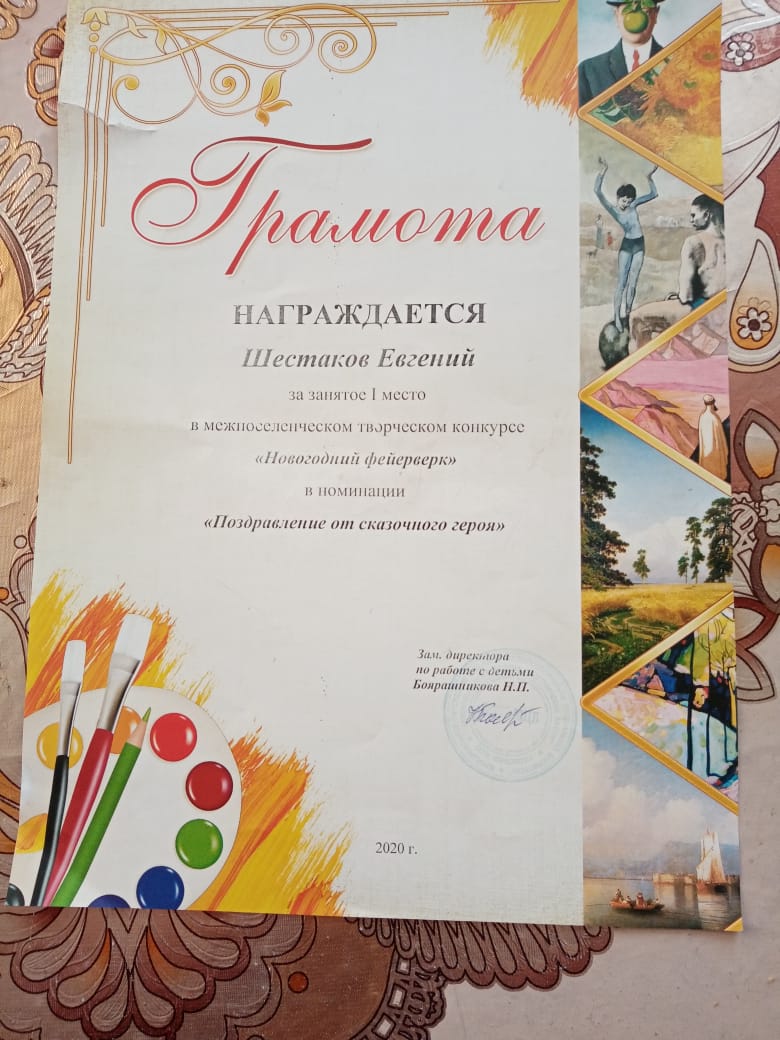 Грамота
НАГРАЖДАЕТСЯ
Шестаков Евгений
за занятое I место
в межпоселенческом творческом конкурсе
«Новогодний фейерверк»
в номинации
«Поздравление от сказочного героя»
Зам. директора
по работе с детьми
Бояршникова Н.П.
2020 г.